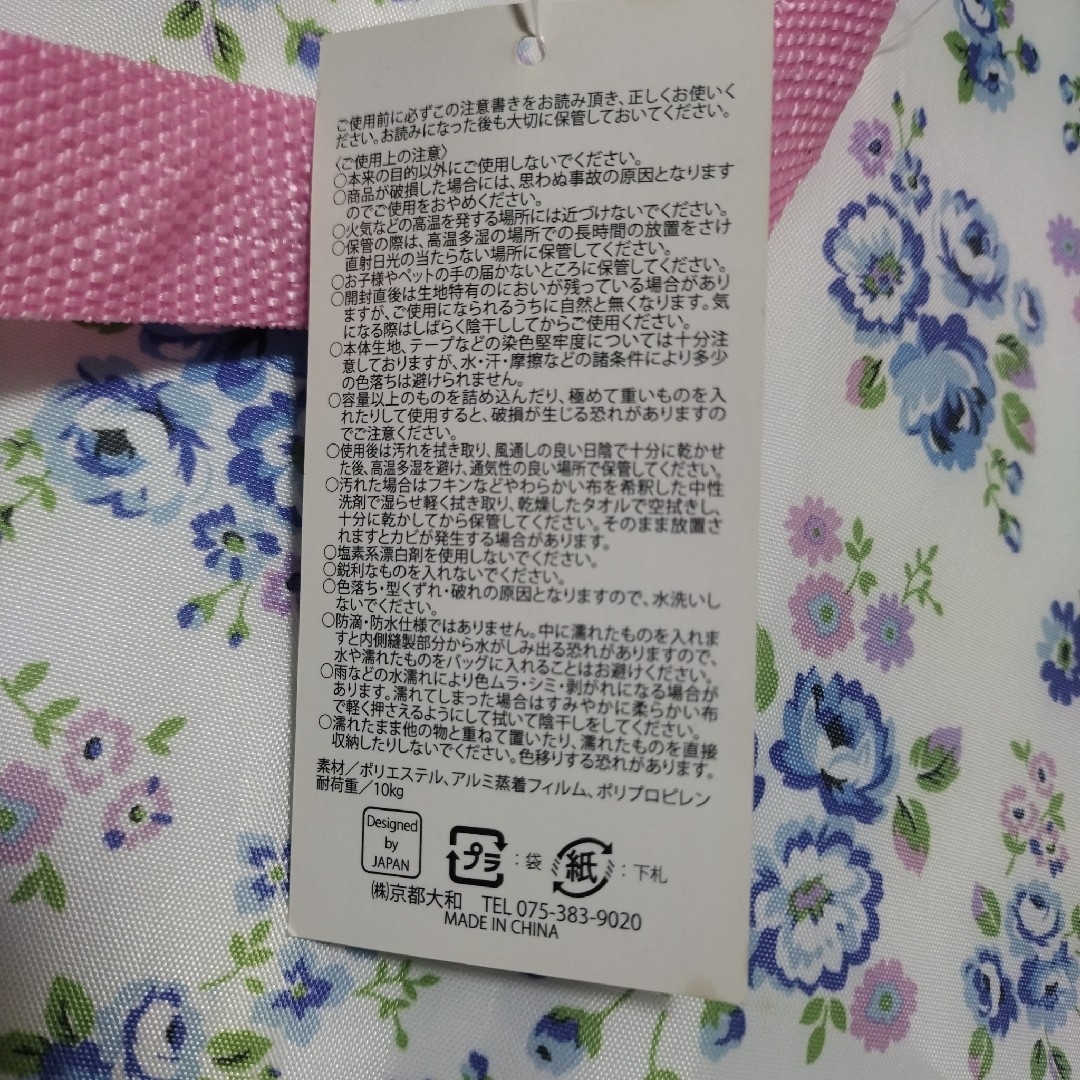 ご使用前に必ずこの注意書きをお読み頂き、正しくお使いく
ださい。お読みになった後も大切に保管しておいてください。
〈ご使用上の注意〉
○本来の目的以外にご使用しないでください。
○商品が破損した場合には、思わぬ事故の原因となります
のでご使用をおやめください。
○火気などの高温を発する場所には近づけないでください。
○保管の際は、高温多湿の場所での長時間の放置をさけ
直射日光の当たらない場所に保管してください。
○お子様やペットの手の届かないところに保管してください。
○開封直後は生地特有のにおいが残っている場合があり
ますが、ご使用になられるうちに自然と無くなります。気
になる際はしばらく陰干ししてからご使用ください。
○本体生地、テープなどの染色堅牢度については十分注
意しておりますが、水・汗・摩擦などの諸条件により多少
の色落ちは避けられません。
○容量以上のものを詰め込んだり、極めて重いものを入
れたりして使用すると、破損が生じる恐れがありますの
でご注意ください。
○使用後は汚れを拭き取り、風通しの良い日陰で十分に乾かせ
た後、高温多湿を避け、通気性の良い場所で保管してください。
○汚れた場合はフキンなどやわらかい布を希釈した中性
洗剤で湿らせ軽く拭き取り、乾燥したタオルで空拭きし、
十分に乾かしてから保管してください。そのまま放置さ
れますとカビが発生する場合があります。
○塩素系漂白剤を使用しないでください。
○鋭利なものを入れないでください。
○色落ち・型くずれ・破れの原因となりますので、水洗いし
ないでください。
○防滴・防水仕様ではありません。中に濡れたものを入れま
すと内側縫製部分から水がしみ出る恐れがありますので、
水や濡れたものをバッグに入れることはお避けください。
○雨などの水濡れにより色ムラ・シミ・剥がれになる場合が
あります。濡れてしまった場合はすみやかに柔らかい布
で軽く押さえるようにして拭いて陰干しをしてください。
○濡れたまま他の物と重ねて置いたり、濡れたものを直接
収納したりしないでください。色移りする恐れがあります。
素材／ポリエステル、アルミ蒸着フィルム、ポリプロピレン
耐荷重／10kg
Designed
by
JAPAN
プラ：袋 紙：下札
㈱京都大和 TEL 075-383-9020
MADE IN CHINA